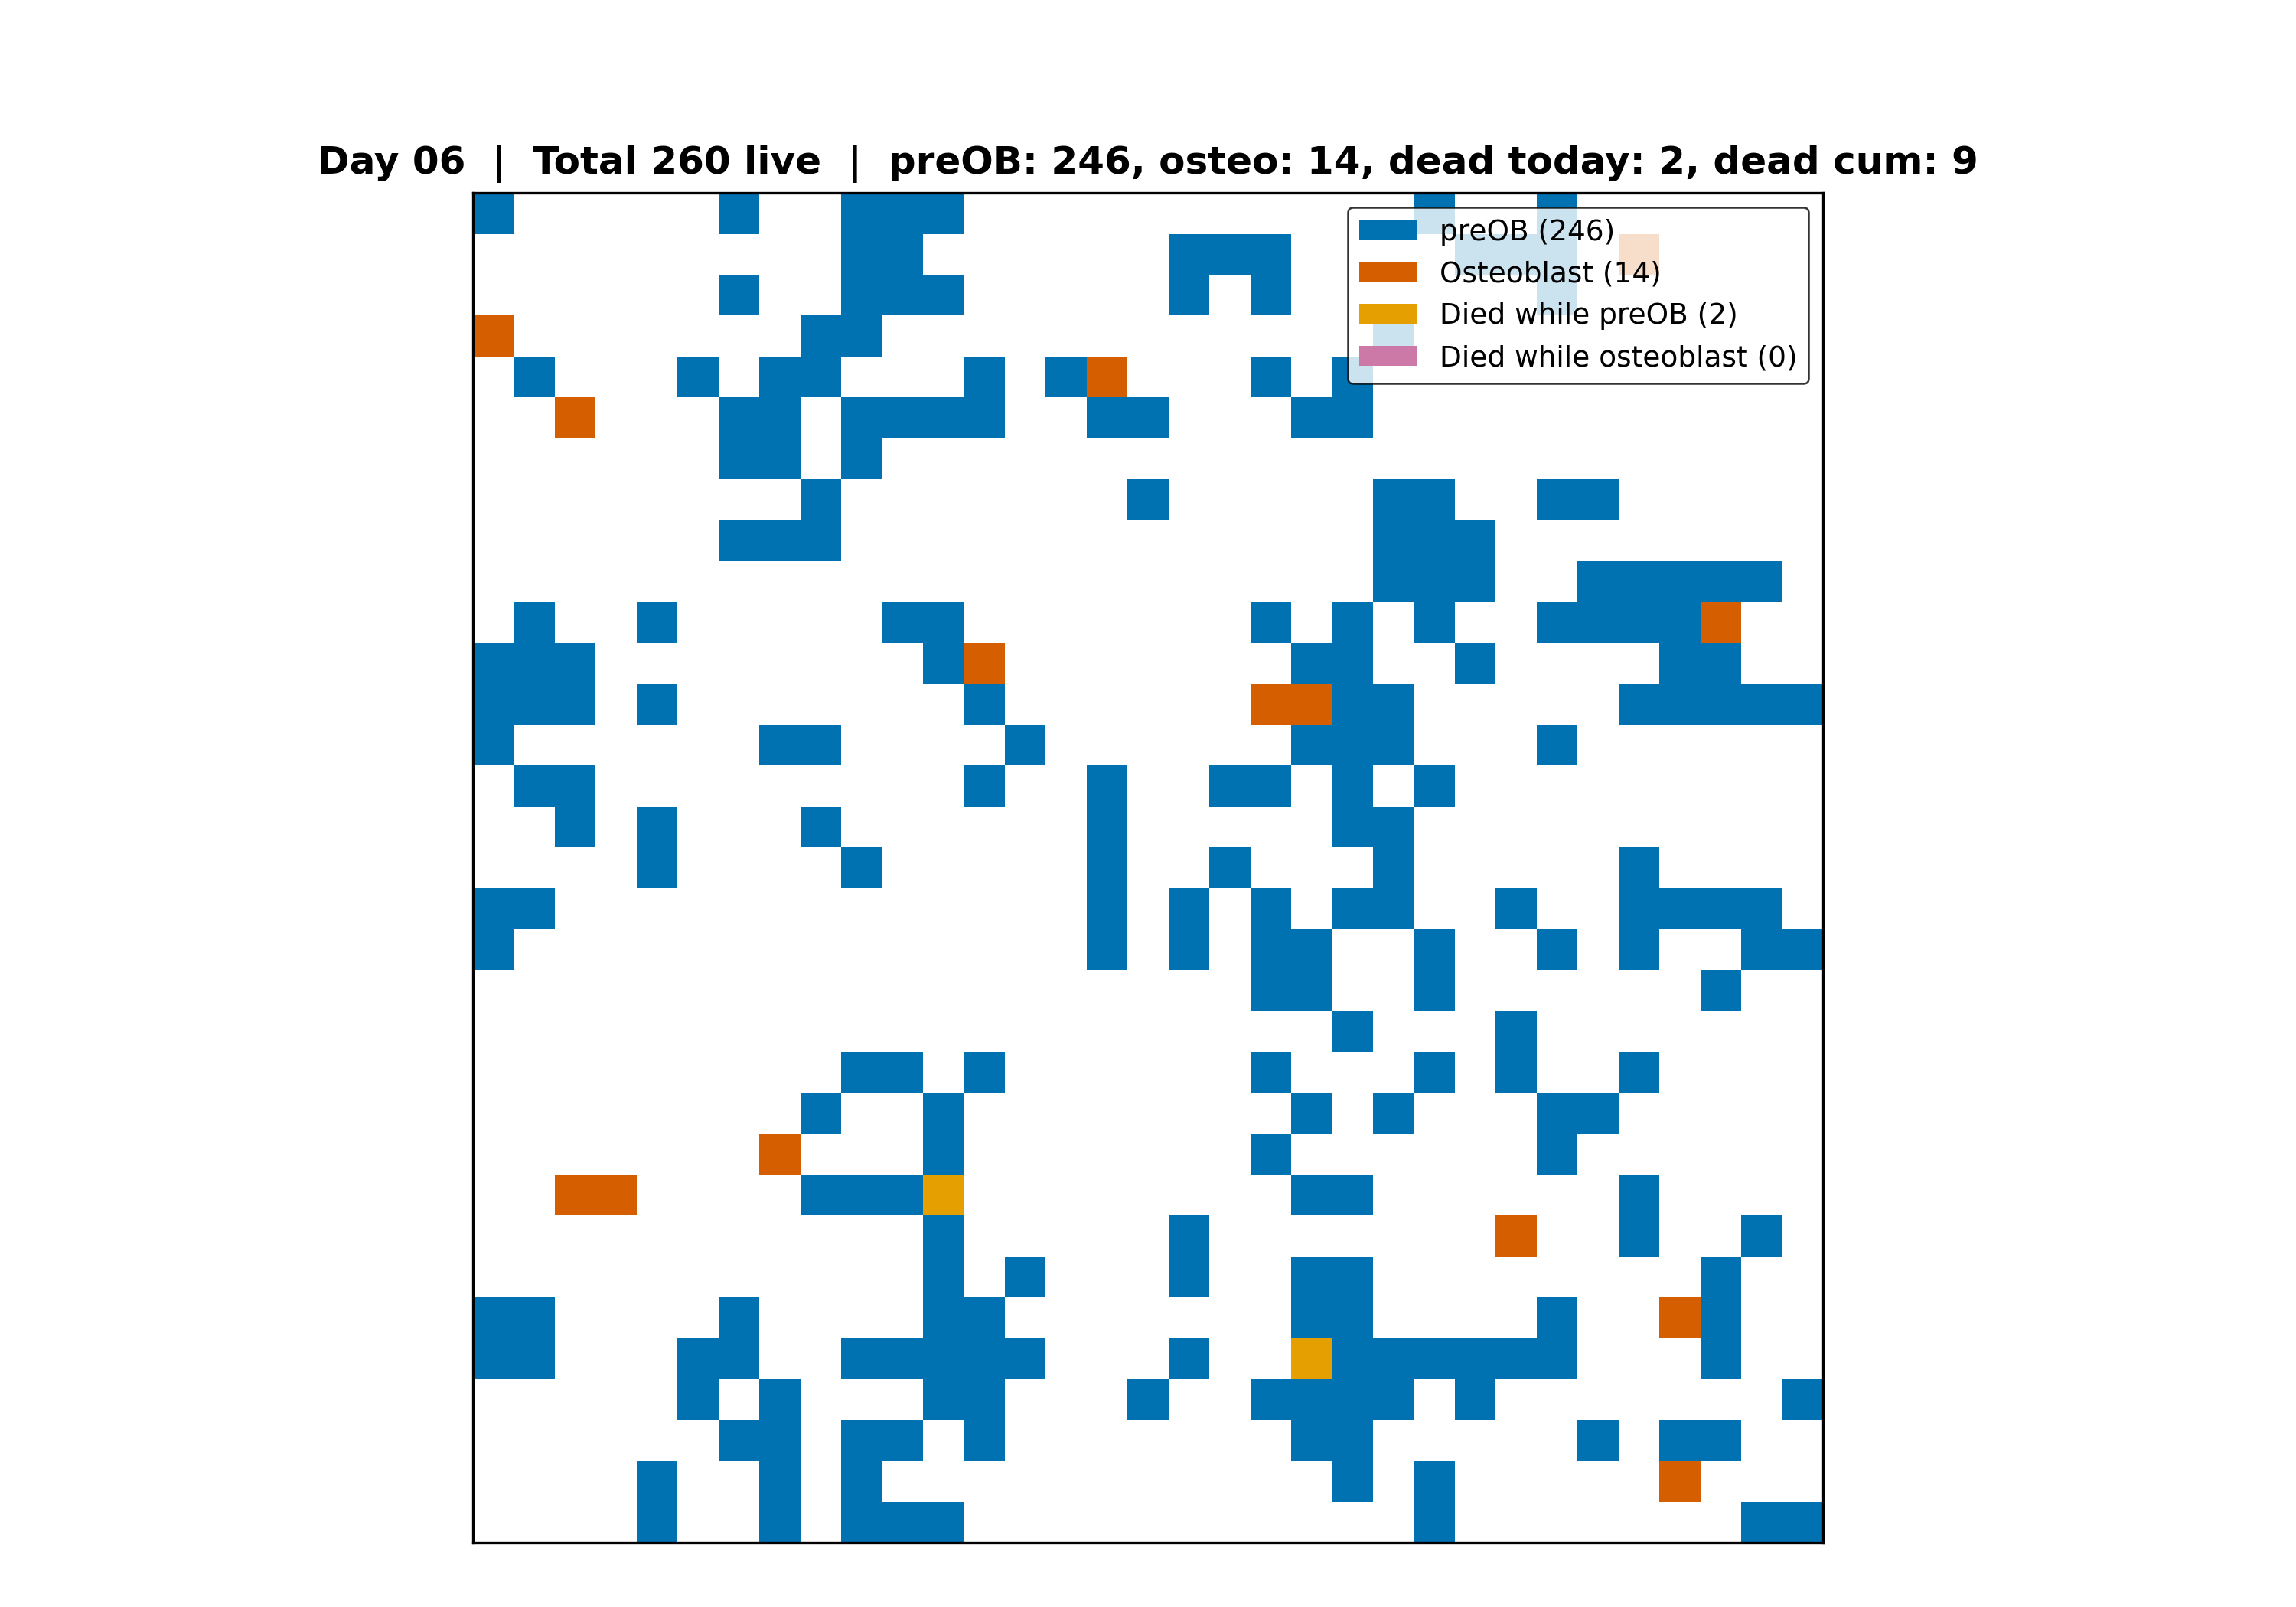 Day 06 | Total 260 live | preOB: 246, osteo: 14, dead today: 2, dead cum: 9
preOB (246)
Osteoblast (14)
Died while preOB (2)
Died while osteoblast (0)